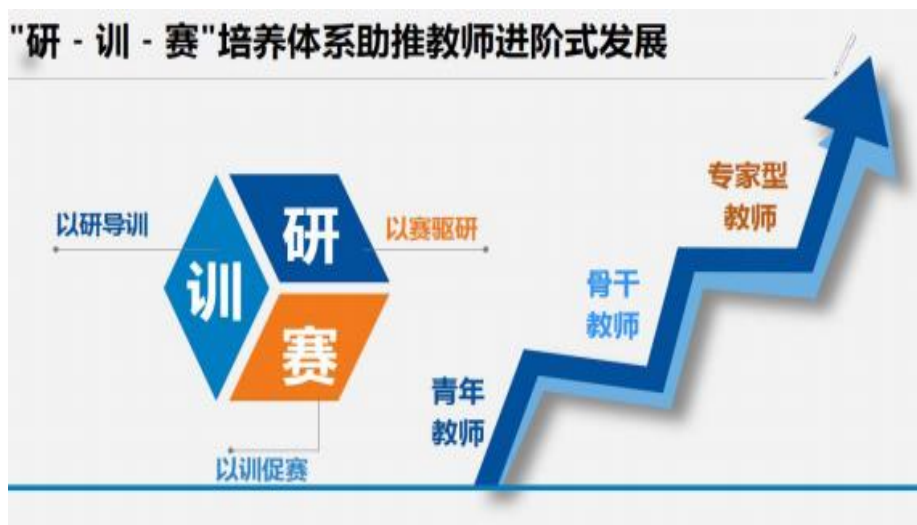 "研 - 训 - 赛"培养体系助推教师进阶式发展
以研导训
训
研
赛
以赛驱研
以训促赛
青年
教师
骨干
教师
专家型
教师